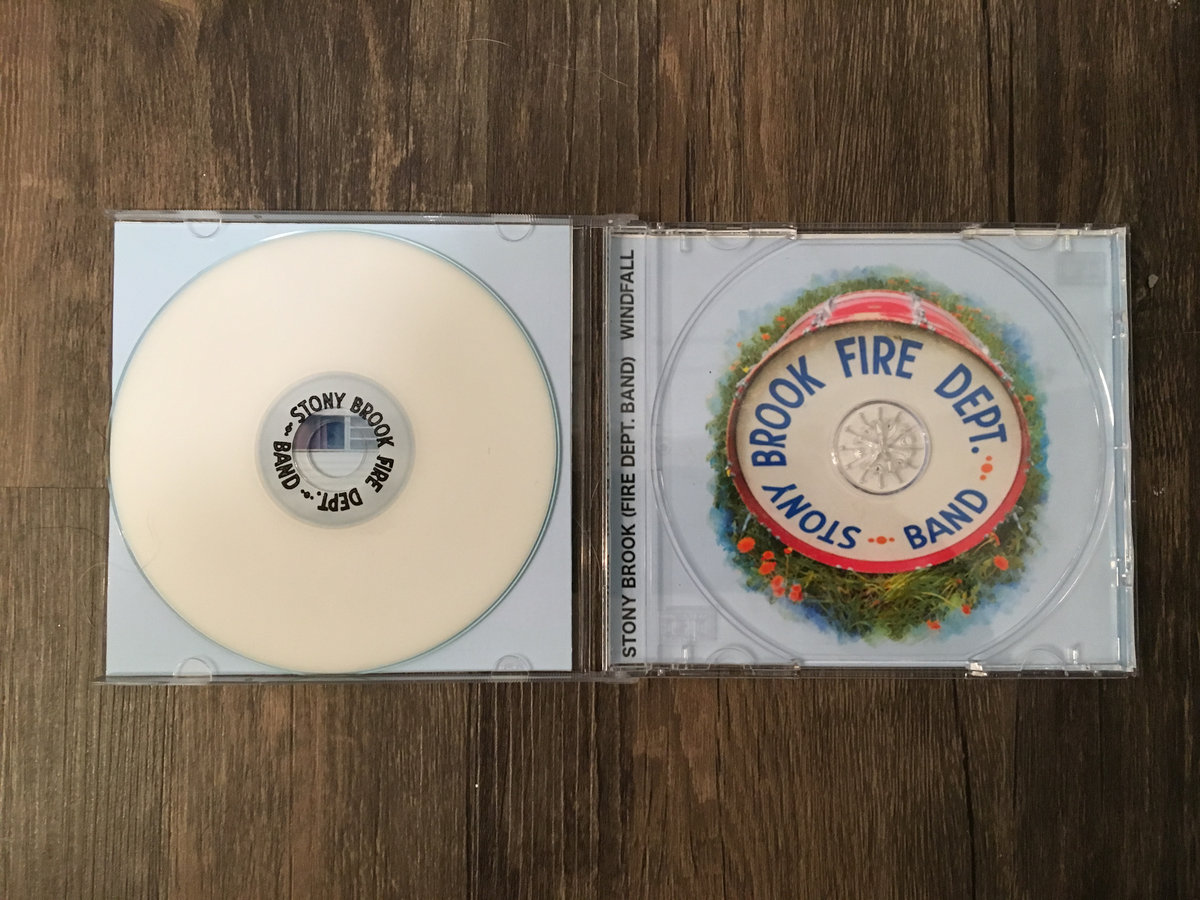 STONY BROOK FIRE DEPT. BAND
STONY BROOK (FIRE DEPT. BAND) WINDFALL
STONY BROOK FIRE DEPT. BAND